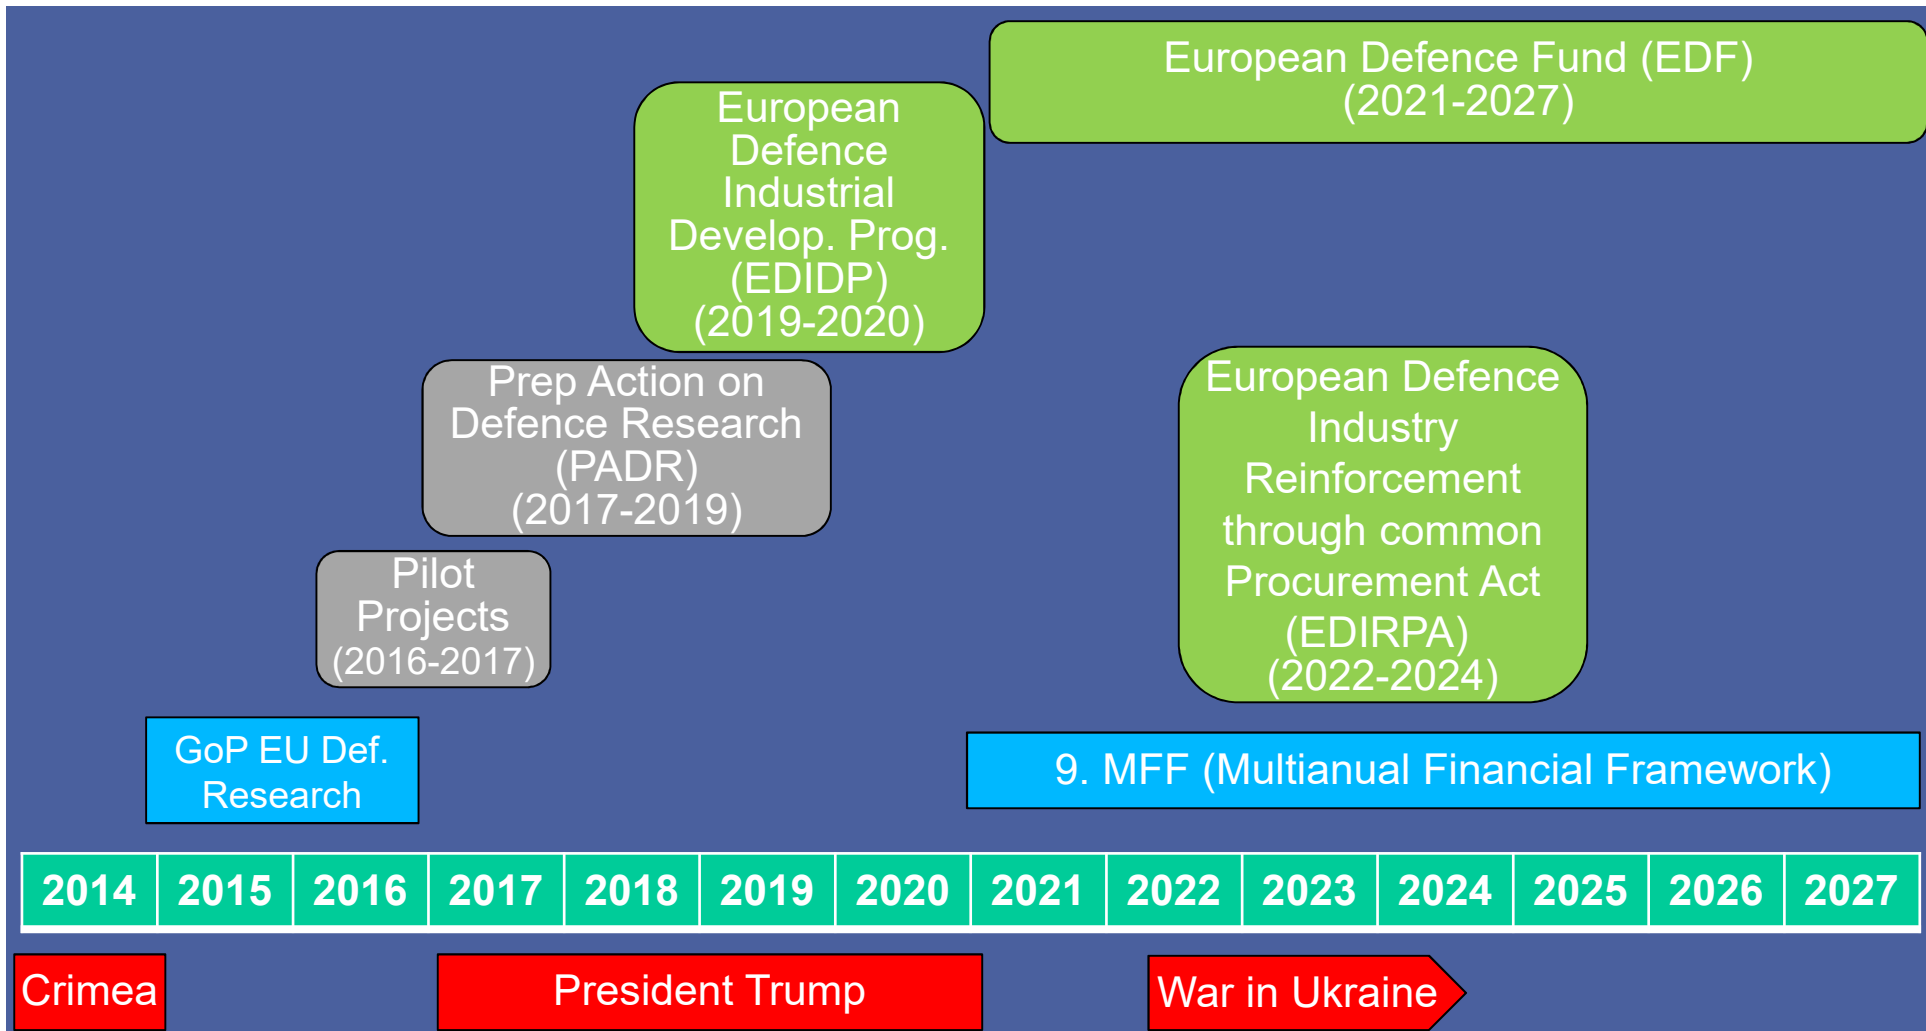 European Defence Fund (EDF)
(2021-2027)
European
Defence
Industrial
Develop. Prog.
(EDIDP)
(2019-2020)
Prep Action on
Defence Research
(PADR)
(2017-2019)
European Defence
Industry
Reinforcement
through common
Procurement Act
(EDIRPA)
(2022-2024)
Pilot
Projects
(2016-2017)
GoP EU Def.
Research
9. MFF (Multianual Financial Framework)
2014 2015 2016 2017 2018 2019 2020 2021 2022 2023 2024 2025 2026 2027
Crimea
President Trump
War in Ukraine